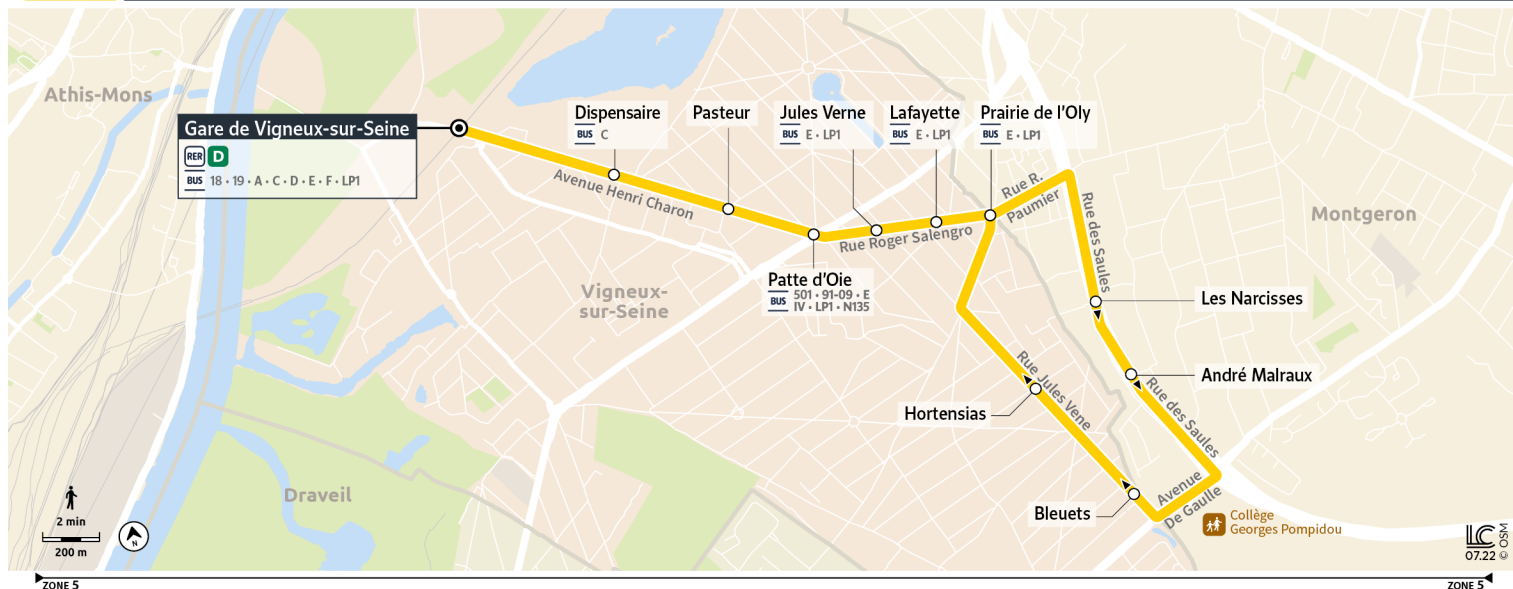 Athis-Mons
Gare de Vigneux-sur-Seine
RER D
BUS 18 • 19 • A • C • D • E • F • LP1
Dispensaire
BUS C
Pasteur
Jules Verne
BUS E • LP1
Lafayette
BUS E • LP1
Prairie de l'Oly
BUS E • LP1
Avenue Henri Charon
Rue Roger Salengro
Rue R.
Paumier
Rue des Saules
Montgeron
Patte d'Oie
BUS 501 • 91-09 • E
IV • LP1 • N135
Vigneux-
sur-Seine
Les Narcisses
André Malraux
Rue Jules Vene
Rue des Saules
Hortensias
Bleuets
Avenue
De Gaulle
Collège
Georges Pompidou
Draveil
2 min
200 m
N
LC
07.22 © OSM
ZONE 5
ZONE 5